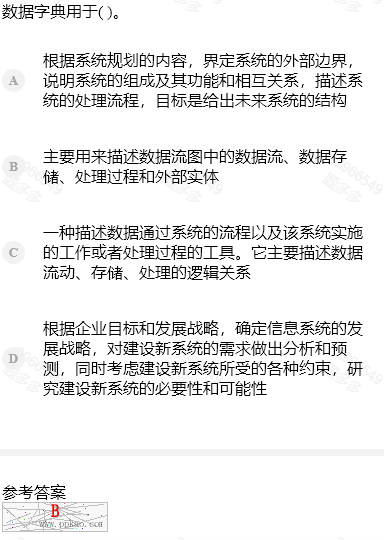 数据字典用于( )。
A
根据系统规划的内容，界定系统的外部边界，
说明系统的组成及其功能和相互关系，描述系
统的处理流程，目标是给出未来系统的结构
B
主要用来描述数据流图中的数据流、数据存
储、处理过程和外部实体
C
一种描述数据通过系统的流程以及该系统实施
的工作或者处理过程的工具。它主要描述数据
流动、存储、处理的逻辑关系
D
根据企业目标和发展战略，确定信息系统的发
展战略，对建设新系统的需求做出分析和预
测，同时考虑建设新系统所受的各种约束，研
究建设新系统的必要性和可能性
参考答案
B